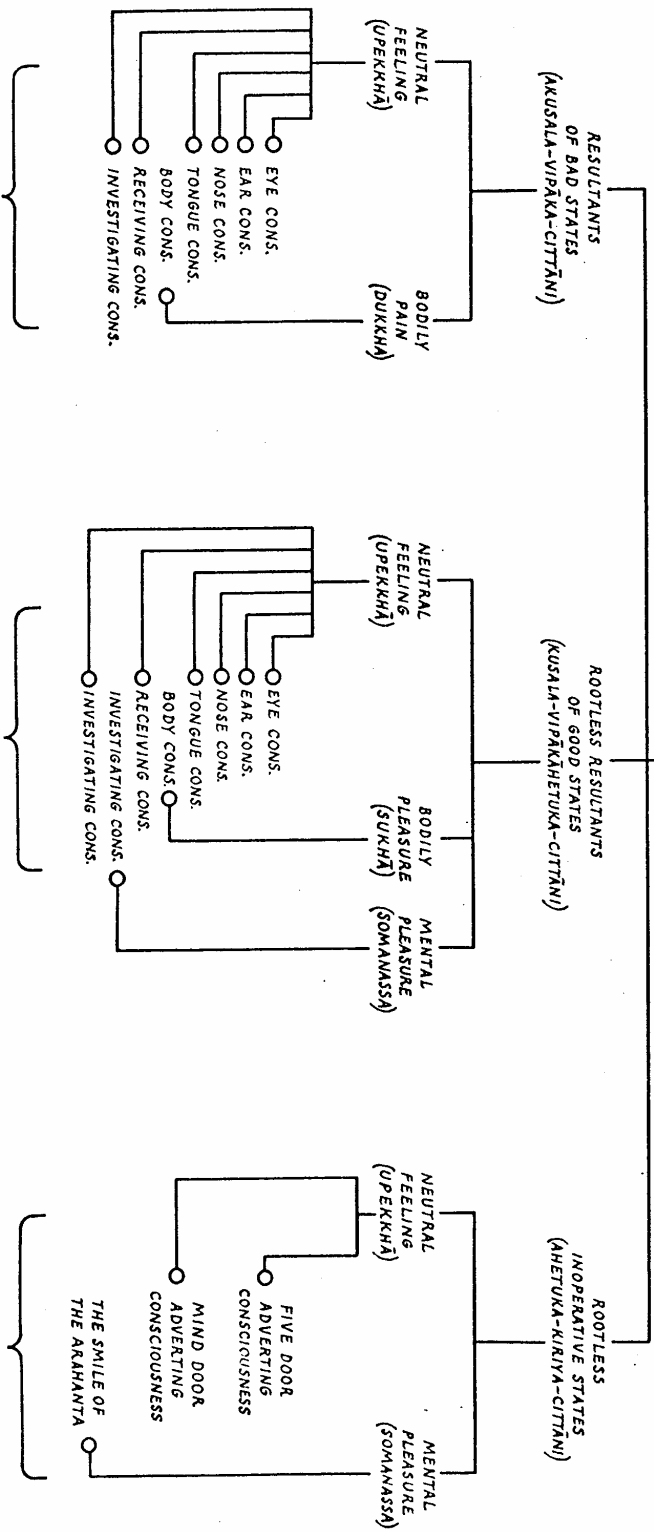 RESULTANTS
OF BAD STATES
(AKUSALA-VIPĀKA-CITTĀNI)
NEUTRAL
FEELING
(UPEKKHĀ)
BODILY
PAIN
(DUKKHA)
EYE CONS.
EAR CONS.
NOSE CONS.
TONGUE CONS.
BODY CONS.
RECEIVING CONS.
INVESTIGATING CONS.
ROOTLESS RESULTANTS
OF GOOD STATES
(KUSALA-VIPĀKĀHETUKA-CITTĀNI)
NEUTRAL
FEELING
(UPEKKHĀ)
BODILY
PLEASURE
(SUKHĀ)
MENTAL
PLEASURE
(SOMANASSA)
EYE CONS.
EAR CONS.
NOSE CONS.
TONGUE CONS.
BODY CONS.
RECEIVING CONS.
INVESTIGATING CONS.
INVESTIGATING CONS.
ROOTLESS
INOPERATIVE STATES
(AHETUKA-KIRIYA-CITTĀNI)
NEUTRAL
FEELING
(UPEKKHĀ)
MENTAL
PLEASURE
(SOMANASSA)
FIVE DOOR
ADVERTING
CONSCIOUSNESS
MIND DOOR
ADVERTING
CONSCIOUSNESS
THE SMILE OF
THE ARAHANTA